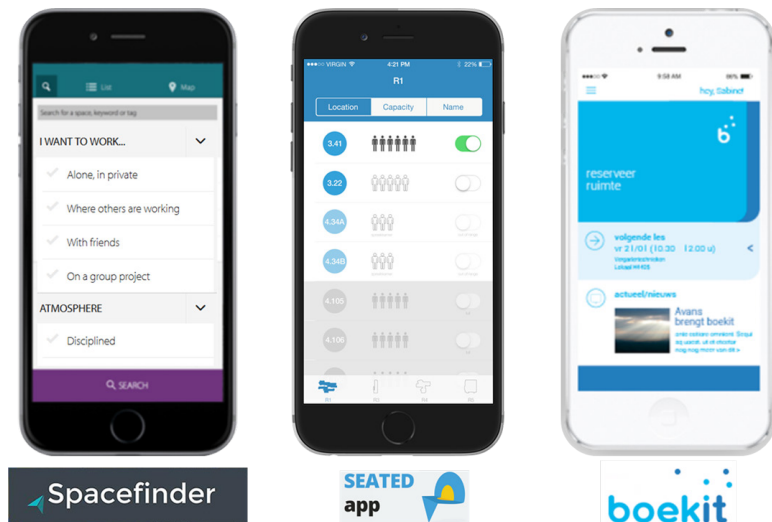 List
Map
Search for a space, keyword or tag
I WANT TO WORK...
Alone, in private
Where others are working
With friends
On a group project
ATMOSPHERE
Disciplined
SEARCH
Spacefinder
VIRGIN
4:21 PM
22%
R1
Location
Capacity
Name
3.41
3.22
4.34A
4.34B
4.105
4.106
SEATED
app
9:58 AM
hey, Sabine!
b
reserveer
ruimte
volgende les
vr 21/01 (10.30 12.00 u)
actueel/nieuws
Avans
brengt boekit
boekit